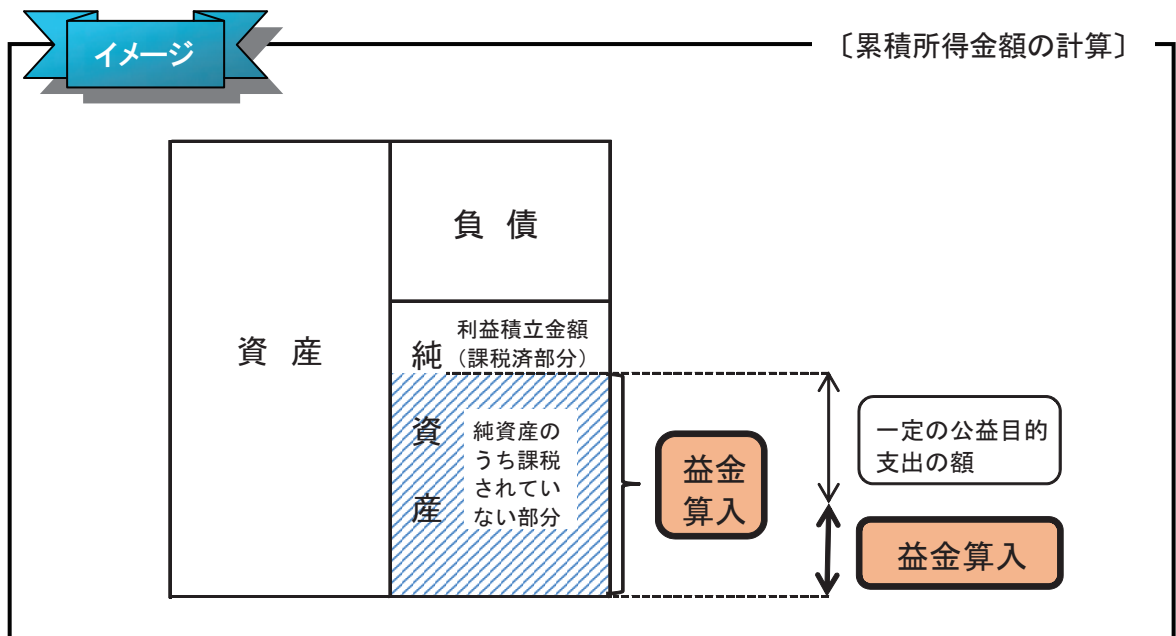 イメージ
〔累積所得金額の計算〕
負 債
資 産
純資産
利益積立金額
(課税済部分)
純資産の
うち課税
されてい
ない部分
益金
算入
一定の公益目的
支出の額
益金算入